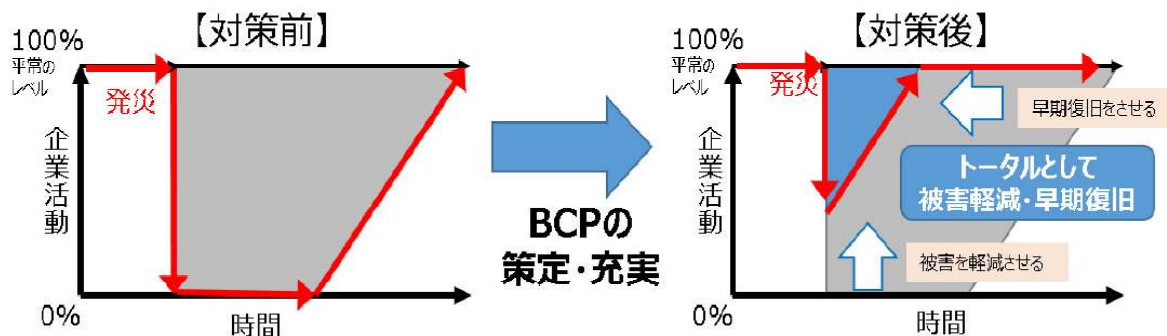 【対策前】
100%
平常の
レベル
発災
企業活動
0%
時間
BCPの
策定・充実
【対策後】
100%
平常の
レベル
発災
早期復旧をさせる
企業活動
トータルとして
被害軽減・早期復旧
被害を軽減させる
0%
時間